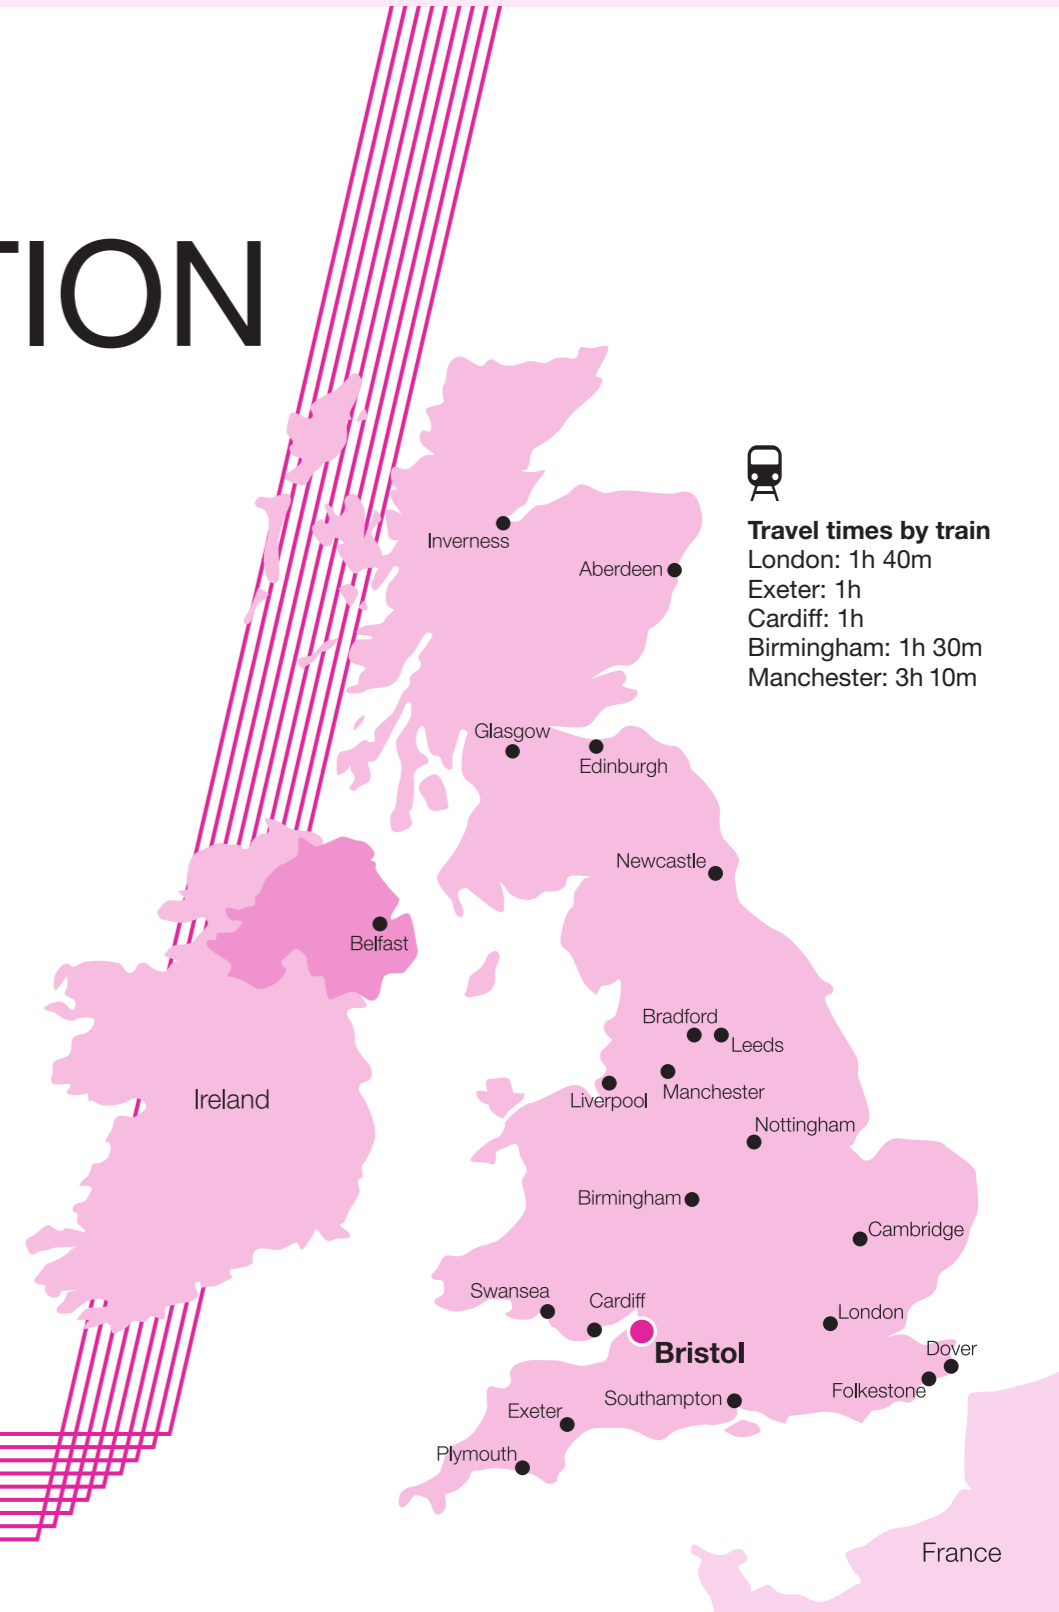 TION
Travel times by train
London: 1h 40m
Exeter: 1h
Cardiff: 1h
Birmingham: 1h 30m
Manchester: 3h 10m
Inverness
Aberdeen
Glasgow
Edinburgh
Newcastle
Belfast
Bradford
Leeds
Ireland
Liverpool
Manchester
Nottingham
Birmingham
Cambridge
Swansea
Cardiff
London
Bristol
Dover
Folkestone
Southampton
Exeter
Plymouth
France